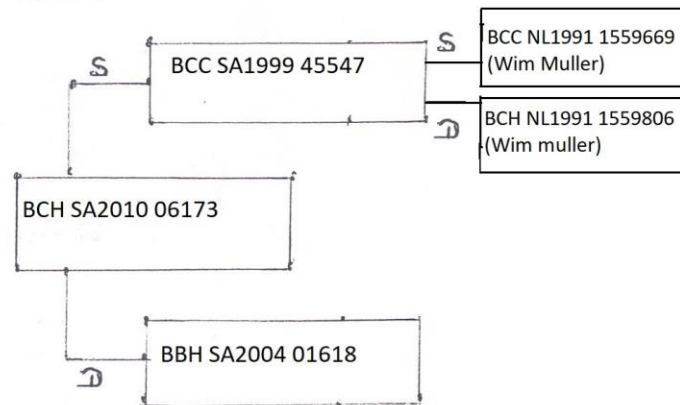 S
BCC SA1999 45547
S
BCC NL1991 1559669
(Wim Muller)
D
BCH NL1991 1559806
(Wim muller)
BCH SA2010 06173
D
BBH SA2004 01618